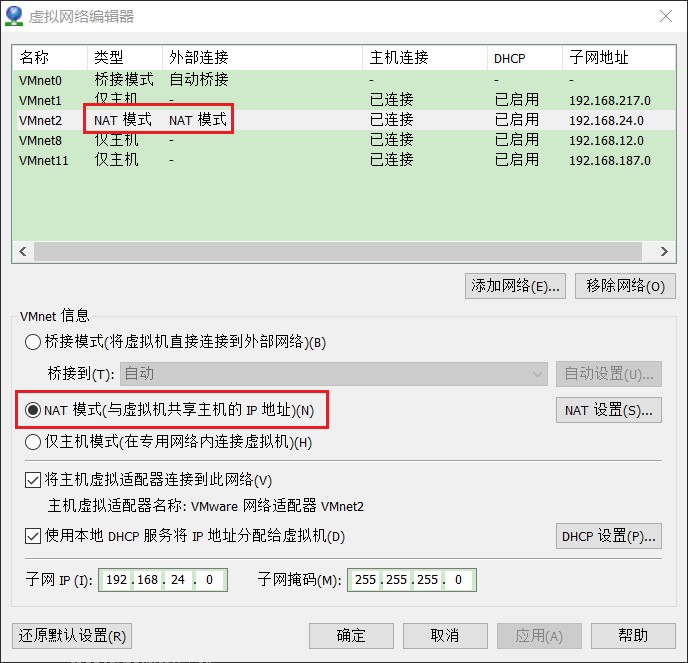 虚拟网络编辑器
名称 类型 外部连接 主机连接 DHCP 子网地址
VMnet0 桥接模式 自动桥接 - - -
VMnet1 仅主机 - 已连接 已启用 192.168.217.0
VMnet2 NAT 模式 NAT 模式 已连接 已启用 192.168.24.0
VMnet8 仅主机 - 已连接 已启用 192.168.12.0
VMnet11 仅主机 - 已连接 已启用 192.168.187.0
添加网络(E)... 移除网络(O)
VMnet 信息
桥接模式(将虚拟机直接连接到外部网络)(B)
桥接到(T): 自动 自动设置(U)...
NAT 模式(与虚拟机共享主机的 IP 地址)(N) NAT 设置(S)...
仅主机模式(在专用网络内连接虚拟机)(H)
将主机虚拟适配器连接到此网络(V)
主机虚拟适配器名称: VMware 网络适配器 VMnet2
使用本地 DHCP 服务将 IP 地址分配给虚拟机(D) DHCP 设置(P)...
子网 IP (I): 192 . 168 . 24 . 0 子网掩码(M): 255 . 255 . 255 . 0
还原默认设置(R) 确定 取消 应用(A) 帮助